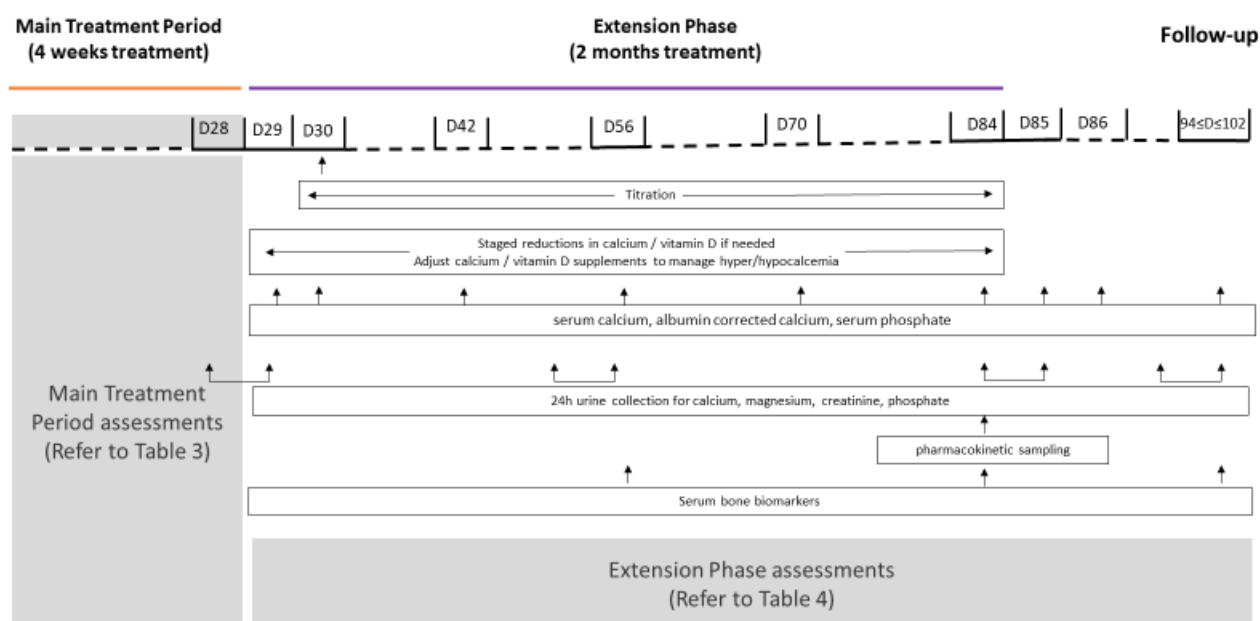 Main Treatment Period
(4 weeks treatment)
Extension Phase
(2 months treatment)
Follow-up
D28
D29
D30
D42
D56
D70
D84
D85
D86
94≤D≤102
Titration
Staged reductions in calcium / vitamin D if needed
Adjust calcium / vitamin D supplements to manage hyper/hypocalcemia
serum calcium, albumin corrected calcium, serum phosphate
Main Treatment
Period assessments
(Refer to Table 3)
24h urine collection for calcium, magnesium, creatinine, phosphate
pharmacokinetic sampling
Serum bone biomarkers
Extension Phase assessments
(Refer to Table 4)